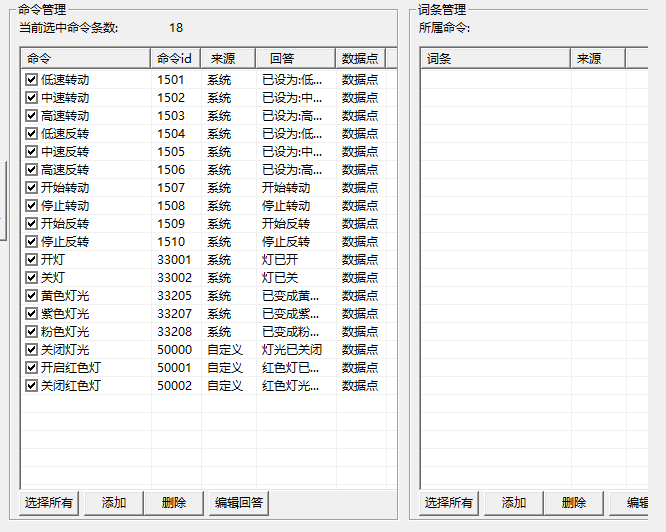 命令管理
当前选中命令条数: 18
命令 命令id 来源 回答 数据点
低速转动 1501 系统 已设为:低... 数据点
中速转动 1502 系统 已设为:中... 数据点
高速转动 1503 系统 已设为:高... 数据点
低速反转 1504 系统 已设为:低... 数据点
中速反转 1505 系统 已设为:中... 数据点
高速反转 1506 系统 已设为:高... 数据点
开始转动 1507 系统 开始转动 数据点
停止转动 1508 系统 停止转动 数据点
开始反转 1509 系统 开始反转 数据点
停止反转 1510 系统 停止反转 数据点
开灯 33001 系统 灯已开 数据点
关灯 33002 系统 灯已关 数据点
黄色灯光 33205 系统 已变成黄... 数据点
紫色灯光 33207 系统 已变成紫... 数据点
粉色灯光 33208 系统 已变成粉... 数据点
关闭灯光 50000 自定义 灯光已关闭 数据点
开启红色灯 50001 自定义 红色灯已... 数据点
关闭红色灯 50002 自定义 红色灯光... 数据点
选择所有 添加 删除 编辑回答
词条管理
所属命令:
词条 来源
选择所有 添加 删除 编辑